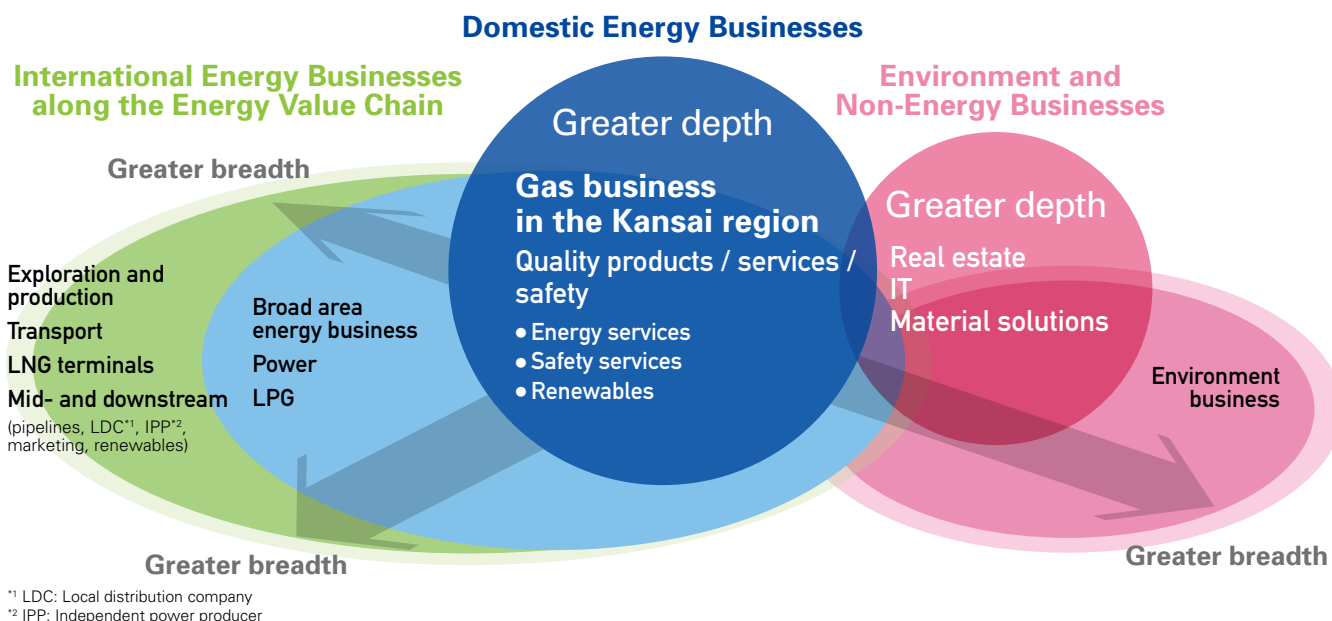 Domestic Energy Businesses
International Energy Businesses
along the Energy Value Chain
Environment and
Non-Energy Businesses
Greater breadth
Greater depth
Gas business
in the Kansai region
Quality products / services /
safety
• Energy services
• Safety services
• Renewables
Greater depth
Real estate
IT
Material solutions
Exploration and
production
Transport
LNG terminals
Mid- and downstream
(pipelines, LDC*1, IPP*2,
marketing, renewables)
Broad area
energy business
Power
LPG
Environment
business
Greater breadth
Greater breadth
*1 LDC: Local distribution company
*2 IPP: Independent power producer